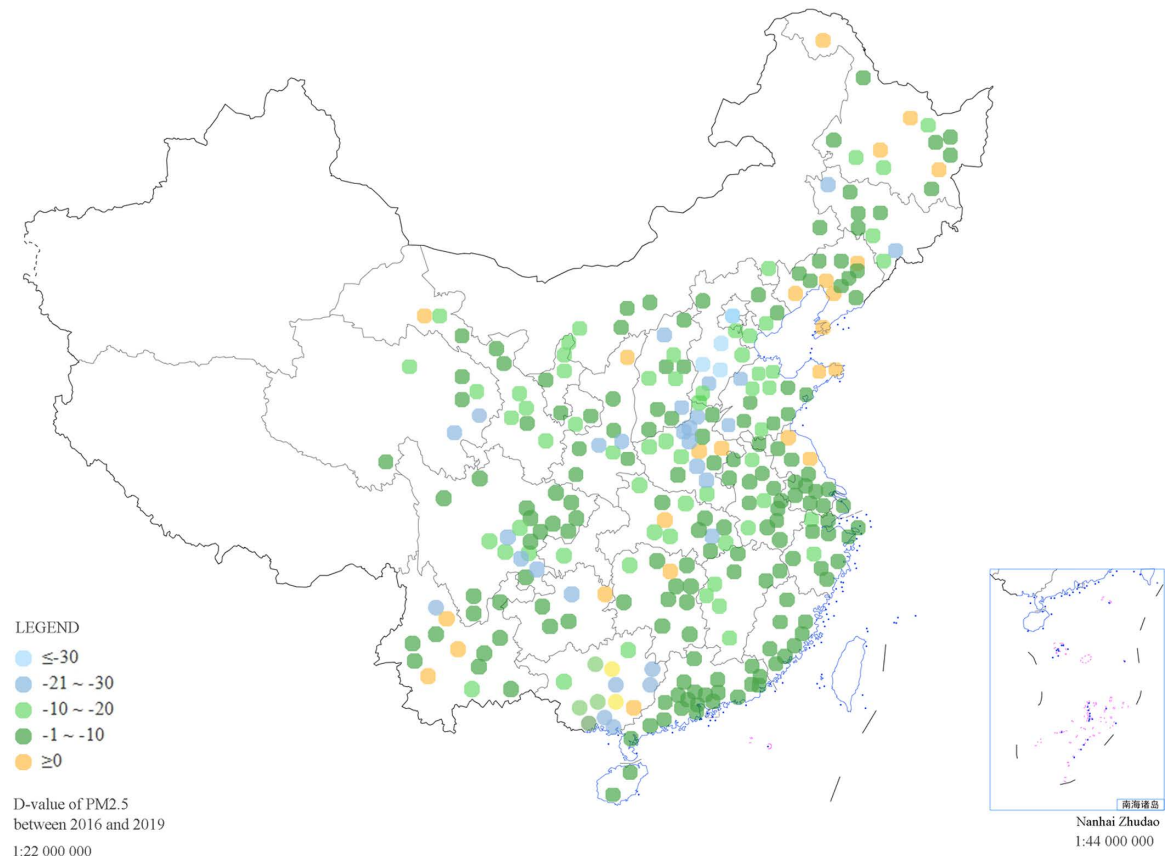 LEGEND
≤-30
-21 ~ -30
-10 ~ -20
-1 ~ -10
≥0
D-value of PM2.5
between 2016 and 2019
1:22 000 000
南海诸岛
Nanhai Zhudao
1:44 000 000